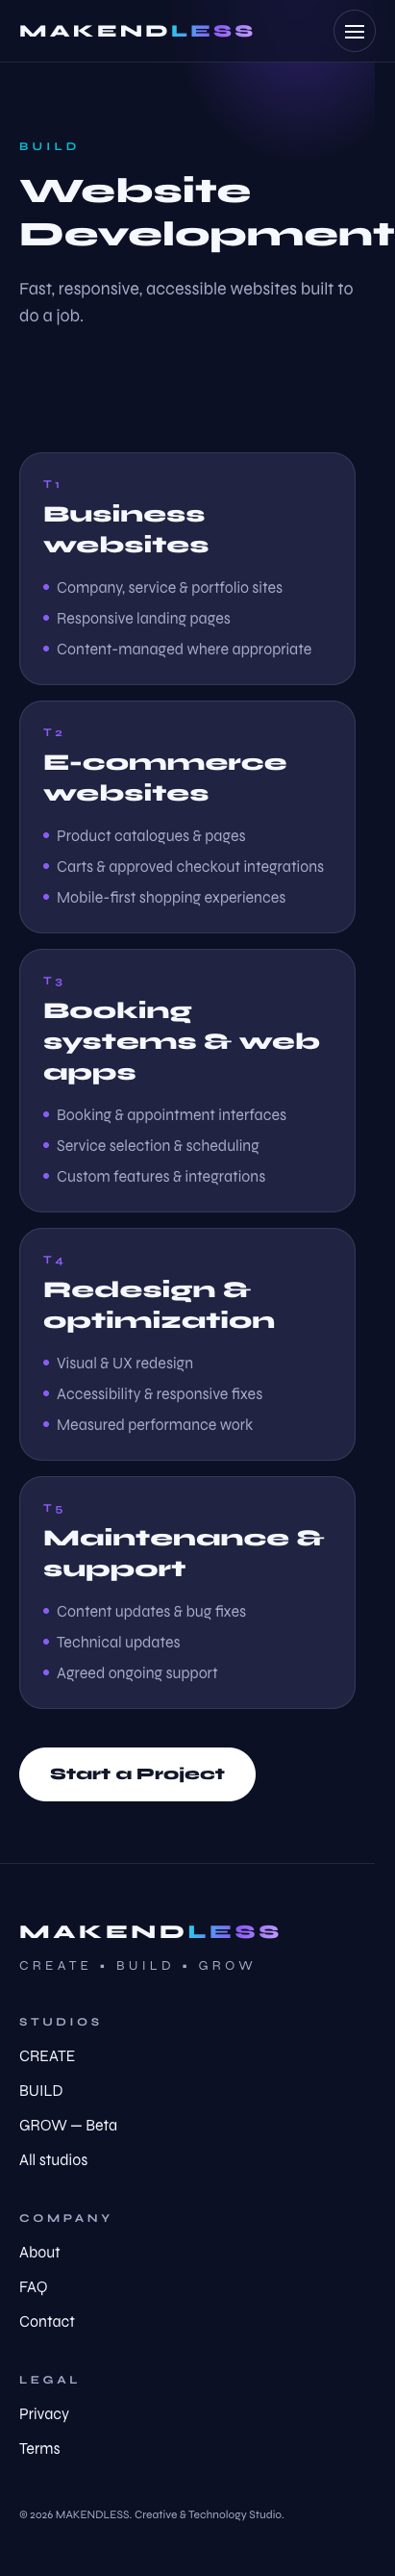 MAKENDLESS
BUILD
Website
Development
Fast, responsive, accessible websites built to
do a job.
T1
Business
websites
Company, service & portfolio sites
Responsive landing pages
Content-managed where appropriate
T2
E-commerce
websites
Product catalogues & pages
Carts & approved checkout integrations
Mobile-first shopping experiences
T3
Booking
systems & web
apps
Booking & appointment interfaces
Service selection & scheduling
Custom features & integrations
T4
Redesign &
optimization
Visual & UX redesign
Accessibility & responsive fixes
Measured performance work
T5
Maintenance &
support
Content updates & bug fixes
Technical updates
Agreed ongoing support
Start a Project
MAKENDLESS
CREATE ▪ BUILD ▪ GROW
STUDIOS
CREATE
BUILD
GROW — Beta
All studios
COMPANY
About
FAQ
Contact
LEGAL
Privacy
Terms
© 2026 MAKENDLESS. Creative & Technology Studio.